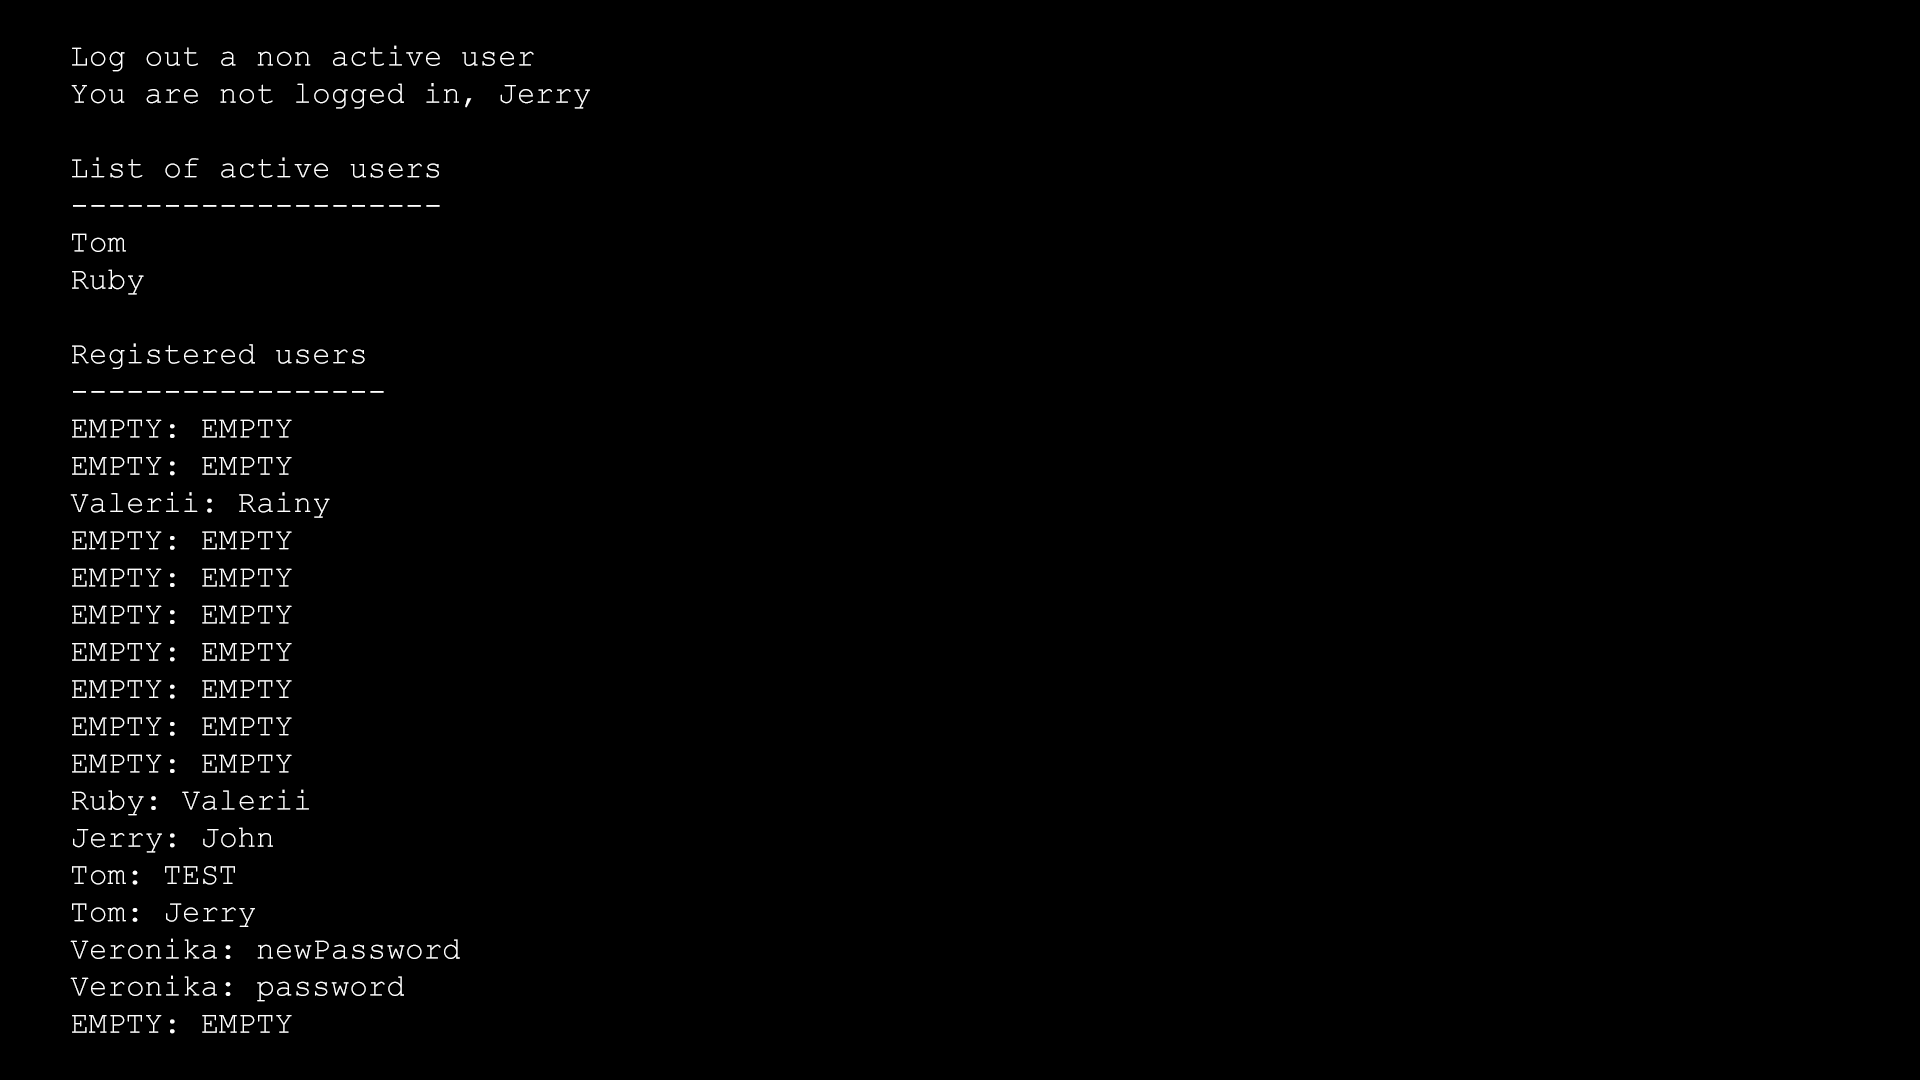 Log out a non active user
You are not logged in, Jerry

List of active users
--------------------
Tom
Ruby

Registered users
-----------------
EMPTY: EMPTY
EMPTY: EMPTY
Valerii: Rainy
EMPTY: EMPTY
EMPTY: EMPTY
EMPTY: EMPTY
EMPTY: EMPTY
EMPTY: EMPTY
EMPTY: EMPTY
EMPTY: EMPTY
Ruby: Valerii
Jerry: John
Tom: TEST
Tom: Jerry
Veronika: newPassword
Veronika: password
EMPTY: EMPTY